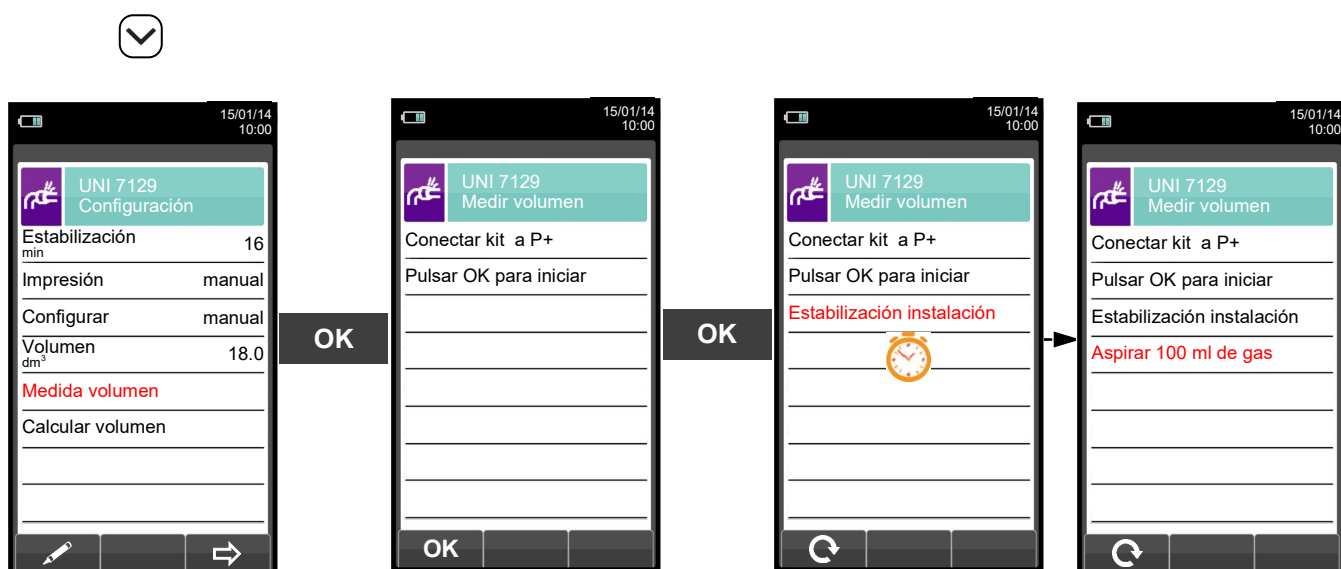 15/01/14
10:00
UNI 7129
Configuración
Estabilización
min
16
Impresión manual
Configurar manual
Volumen
dm³
18.0
Medida volumen
Calcular volumen
OK
15/01/14
10:00
UNI 7129
Medir volumen
Conectar kit a P+
Pulsar OK para iniciar
OK
OK
15/01/14
10:00
UNI 7129
Medir volumen
Conectar kit a P+
Pulsar OK para iniciar
Estabilización instalación
15/01/14
10:00
UNI 7129
Medir volumen
Conectar kit a P+
Pulsar OK para iniciar
Estabilización instalación
Aspirar 100 ml de gas